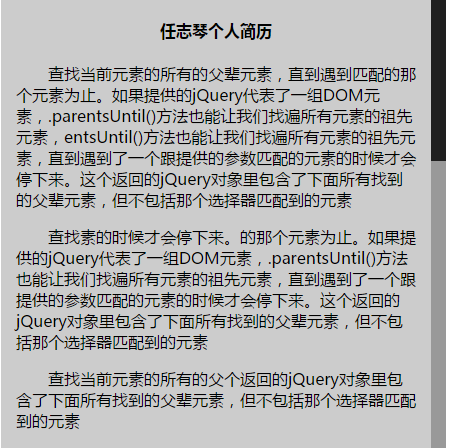 任志琴个人简历
查找当前元素的所有的父辈元素，直到遇到匹配的那
个元素为止。如果提供的jQuery代表了一组DOM元
素，.parentsUntil()方法也能让我们找遍所有元素的祖先
元素，entsUntil()方法也能让我们找遍所有元素的祖先元
素，直到遇到了一个跟提供的参数匹配的元素的时候才会
停下来。这个返回的jQuery对象里包含了下面所有找到
的父辈元素，但不包括那个选择器匹配到的元素
查找素的时候才会停下来。的那个元素为止。如果提
供的jQuery代表了一组DOM元素，.parentsUntil()方法
也能让我们找遍所有元素的祖先元素，直到遇到了一个跟
提供的参数匹配的元素的时候才会停下来。这个返回的
jQuery对象里包含了下面所有找到的父辈元素，但不包
括那个选择器匹配到的元素
查找当前元素的所有的父个返回的jQuery对象里包
含了下面所有找到的父辈元素，但不包括那个选择器匹配
到的元素